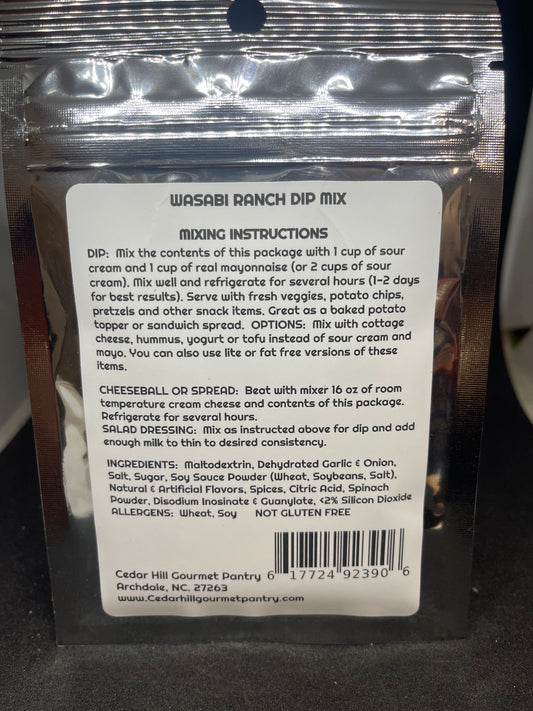 WASABI RANCH DIP MIX
MIXING INSTRUCTIONS
DIP: Mix the contents of this package with 1 cup of sour
cream and 1 cup of real mayonnaise (or 2 cups of sour
cream). Mix well and refrigerate for several hours (1-2 days
for best results). Serve with fresh veggies, potato chips,
pretzels and other snack items. Great as a baked potato
topper or sandwich spread. OPTIONS: Mix with cottage
cheese, hummus, yogurt or tofu instead of sour cream and
mayo. You can also use lite or fat free versions of these
items.
CHEESEBALL OR SPREAD: Beat with mixer 16 oz of room
temperature cream cheese and contents of this package.
Refrigerate for several hours.
SALAD DRESSING: Mix as instructed above for dip and add
enough milk to thin to desired consistency.
INGREDIENTS: Maltodextrin, Dehydrated Garlic & Onion,
Salt, Sugar, Soy Sauce Powder (Wheat, Soybeans, Salt),
Natural & Artificial Flavors, Spices, Citric Acid, Spinach
Powder, Disodium Inosinate & Guanylate, <2% Silicon Dioxide
ALLERGENS: Wheat, Soy NOT GLUTEN FREE
Cedar Hill Gourmet Pantry 6 17724 92390 6
Archdale, NC. 27263
www.Cedarhillgourmetpantry.com